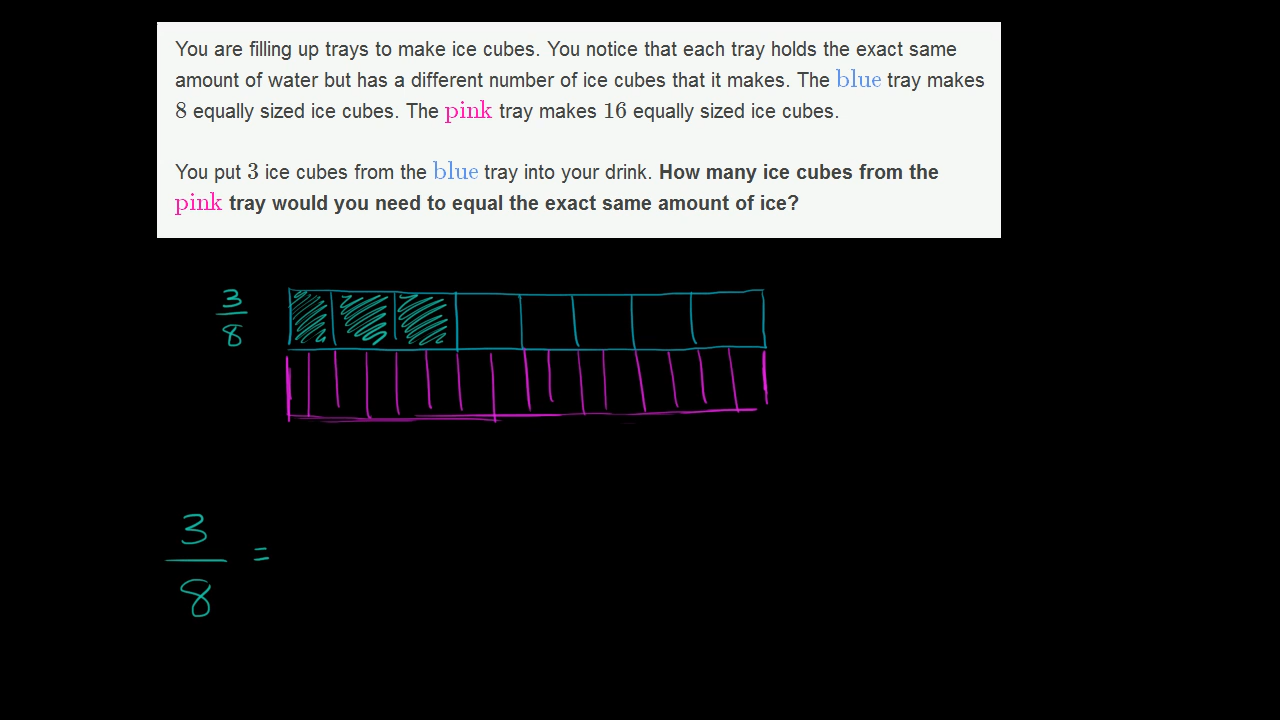 You are filling up trays to make ice cubes. You notice that each tray holds the exact same
amount of water but has a different number of ice cubes that it makes. The blue tray makes
8 equally sized ice cubes. The pink tray makes 16 equally sized ice cubes.
You put 3 ice cubes from the blue tray into your drink. How many ice cubes from the
pink tray would you need to equal the exact same amount of ice?
3
8
3
8 =